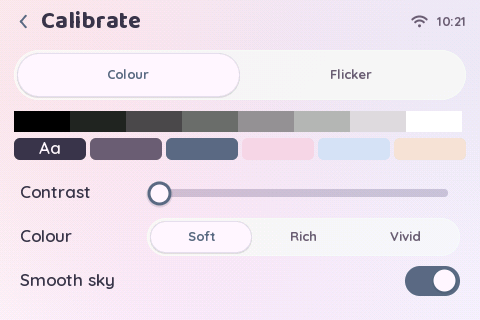 Calibrate
10:21
Colour Flicker
Aa
Contrast
Colour Soft Rich Vivid
Smooth sky